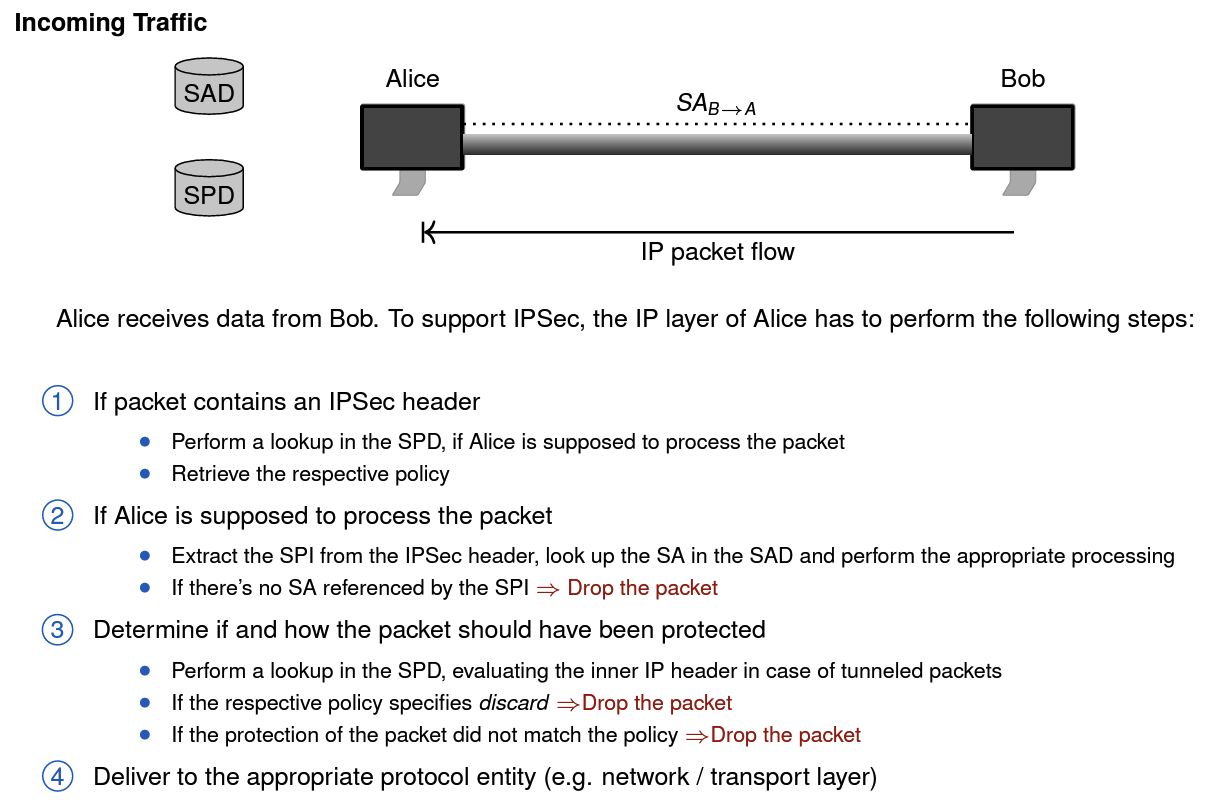 Incoming Traffic
SAD
SPD
Alice
Bob
SA_{B→A}
IP packet flow
Alice receives data from Bob. To support IPSec, the IP layer of Alice has to perform the following steps:
1 If packet contains an IPSec header
• Perform a lookup in the SPD, if Alice is supposed to process the packet
• Retrieve the respective policy
2 If Alice is supposed to process the packet
• Extract the SPI from the IPSec header, look up the SA in the SAD and perform the appropriate processing
• If there's no SA referenced by the SPI ⇒ Drop the packet
3 Determine if and how the packet should have been protected
• Perform a lookup in the SPD, evaluating the inner IP header in case of tunneled packets
• If the respective policy specifies discard ⇒Drop the packet
• If the protection of the packet did not match the policy ⇒Drop the packet
4 Deliver to the appropriate protocol entity (e.g. network / transport layer)